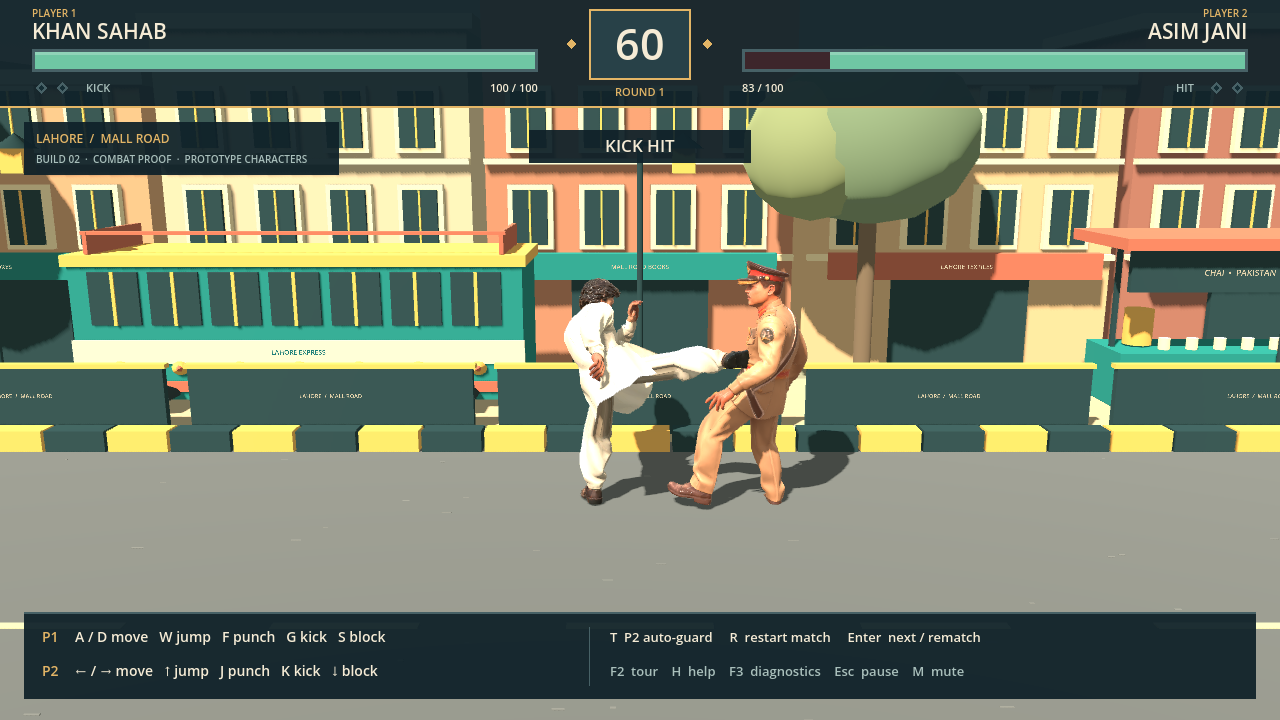 PLAYER 1
KHAN SAHAB
KICK
100 / 100
60
ROUND 1
PLAYER 2
ASIM JANI
83 / 100
HIT
LAHORE / MALL ROAD
BUILD 02 · COMBAT PROOF · PROTOTYPE CHARACTERS
KICK HIT
MALL ROAD BOOKS
LAHORE TEXTILES
CHAI • PAKISTAN
LAHORE EXPRESS
LAHORE / MALL ROAD
LAHORE / MALL ROAD
P1 A / D move W jump F punch G kick S block
P2 ← / → move ↑ jump J punch K kick ↓ block
T P2 auto-guard R restart match Enter next / rematch
F2 tour H help F3 diagnostics Esc pause M mute